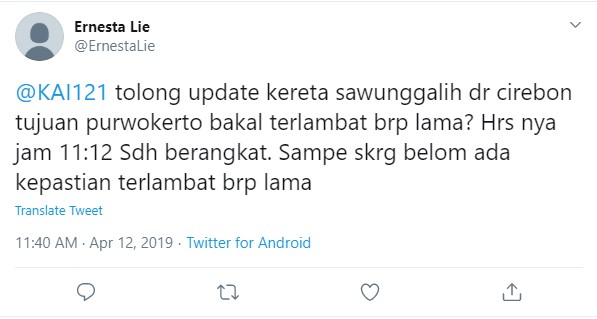 Ernesta Lie
@ErnestaLie
@KAI121 tolong update kereta sawunggalih dr cirebon
tujuan purwokerto bakal terlambat brp lama? Hrs nya
jam 11:12 Sdh berangkat. Sampe skrg belom ada
kepastian terlambat brp lama
Translate Tweet
11:40 AM · Apr 12, 2019 · Twitter for Android